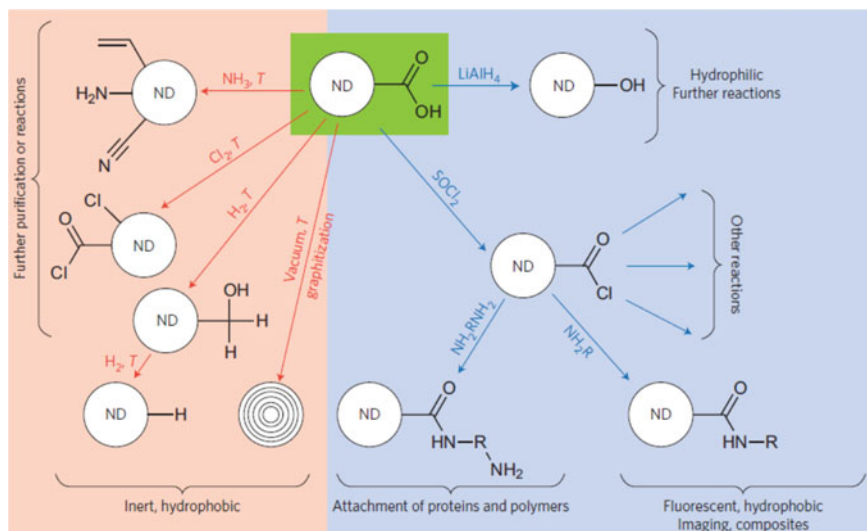 Further purification or reactions
H₂N
ND
N
NH₃, T
ND
O
OH
LiAlH₄
ND
OH
Hydrophilic
Further reactions
Cl₂, T
H₂, T
Vacuum, T
graphitization
SOCl₂
O
Cl
Cl
ND
ND
O
Cl
Other
reactions
ND
OH
H
H
H₂, T
NH₂RNH₂
NH₂R
ND
H
ND
O
HN
R
NH₂
ND
O
HN
R
Inert, hydrophobic
Attachment of proteins and polymers
Fluorescent, hydrophobic
Imaging, composites